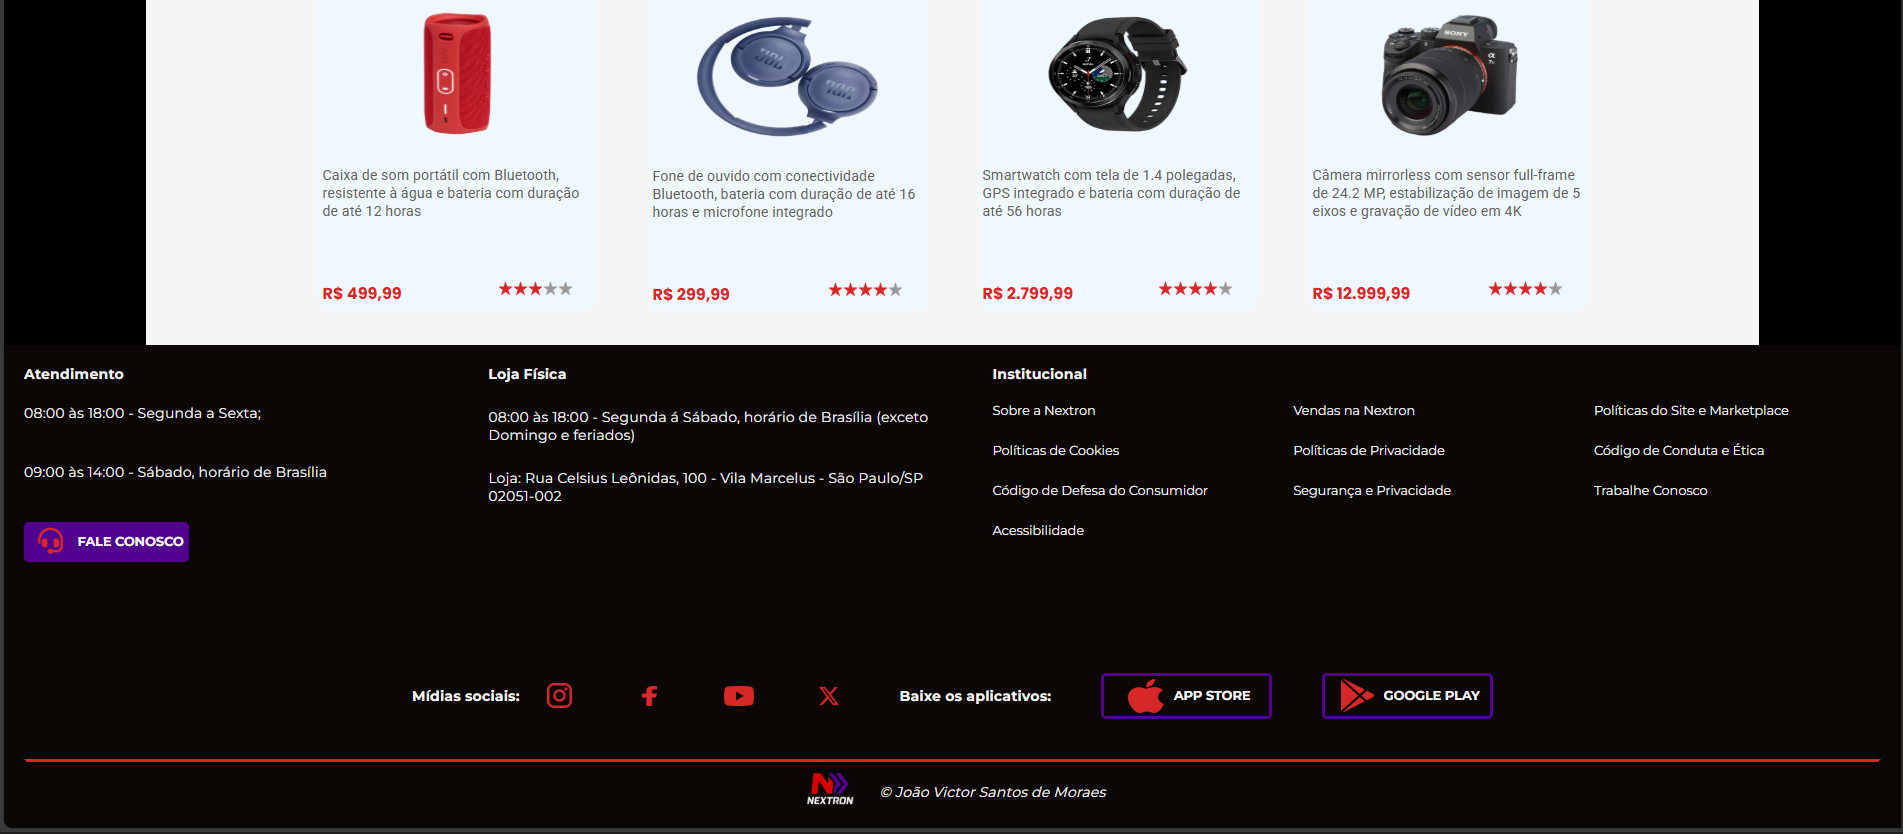 JBL
JBL
SONY
Caixa de som portátil com Bluetooth,
resistente à água e bateria com duração
de até 12 horas
R$ 499,99
Fone de ouvido com conectividade
Bluetooth, bateria com duração de até 16
horas e microfone integrado
R$ 299,99
Smartwatch com tela de 1.4 polegadas,
GPS integrado e bateria com duração de
até 56 horas
R$ 2.799,99
Câmera mirrorless com sensor full-frame
de 24.2 MP, estabilização de imagem de 5
eixos e gravação de vídeo em 4K
R$ 12.999,99
Atendimento
08:00 às 18:00 - Segunda a Sexta;
09:00 às 14:00 - Sábado, horário de Brasília
FALE CONOSCO
Loja Física
08:00 às 18:00 - Segunda á Sábado, horário de Brasília (exceto
Domingo e feriados)
Loja: Rua Celsius Leônidas, 100 - Vila Marcelus - São Paulo/SP
02051-002
Institucional
Sobre a Nextron
Vendas na Nextron
Políticas do Site e Marketplace
Políticas de Cookies
Políticas de Privacidade
Código de Conduta e Ética
Código de Defesa do Consumidor
Segurança e Privacidade
Trabalhe Conosco
Acessibilidade
Mídias sociais:
Baixe os aplicativos:
APP STORE
GOOGLE PLAY
NEXTRON
© João Victor Santos de Moraes